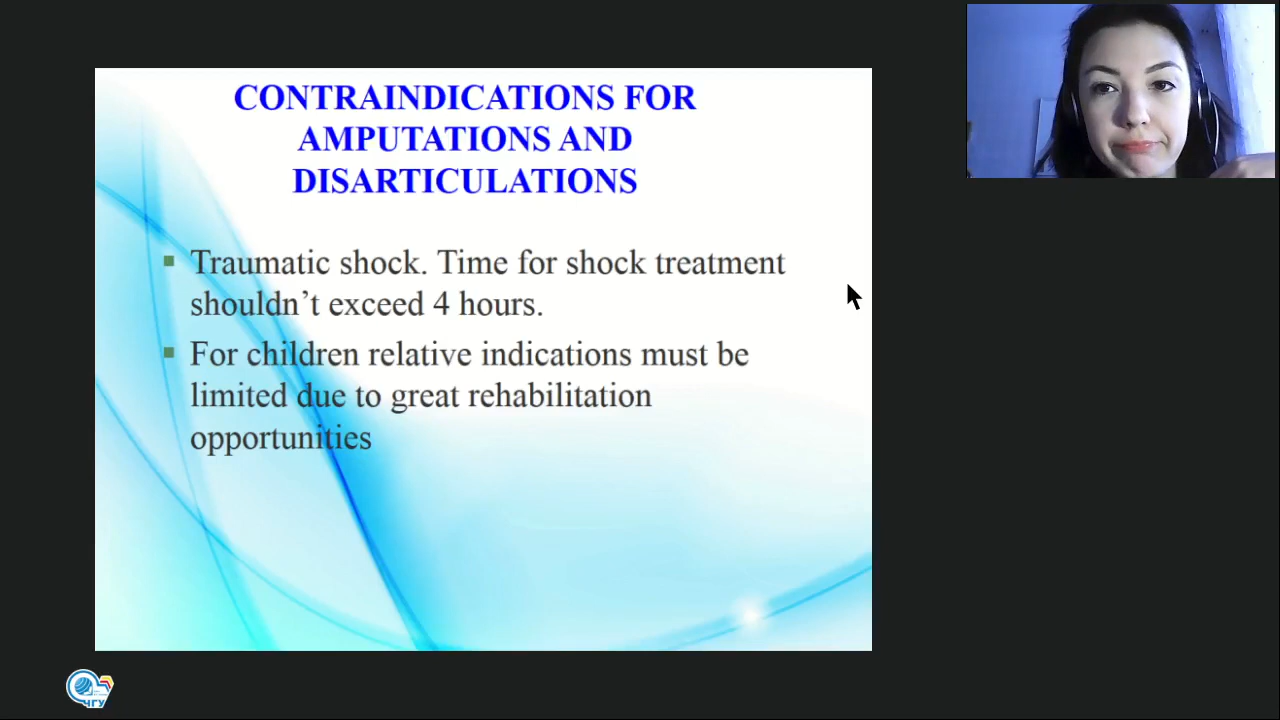 CONTRAINDICATIONS FOR
AMPUTATIONS AND
DISARTICULATIONS
Traumatic shock. Time for shock treatment
shouldn’t exceed 4 hours.
For children relative indications must be
limited due to great rehabilitation
opportunities
ЧГУ